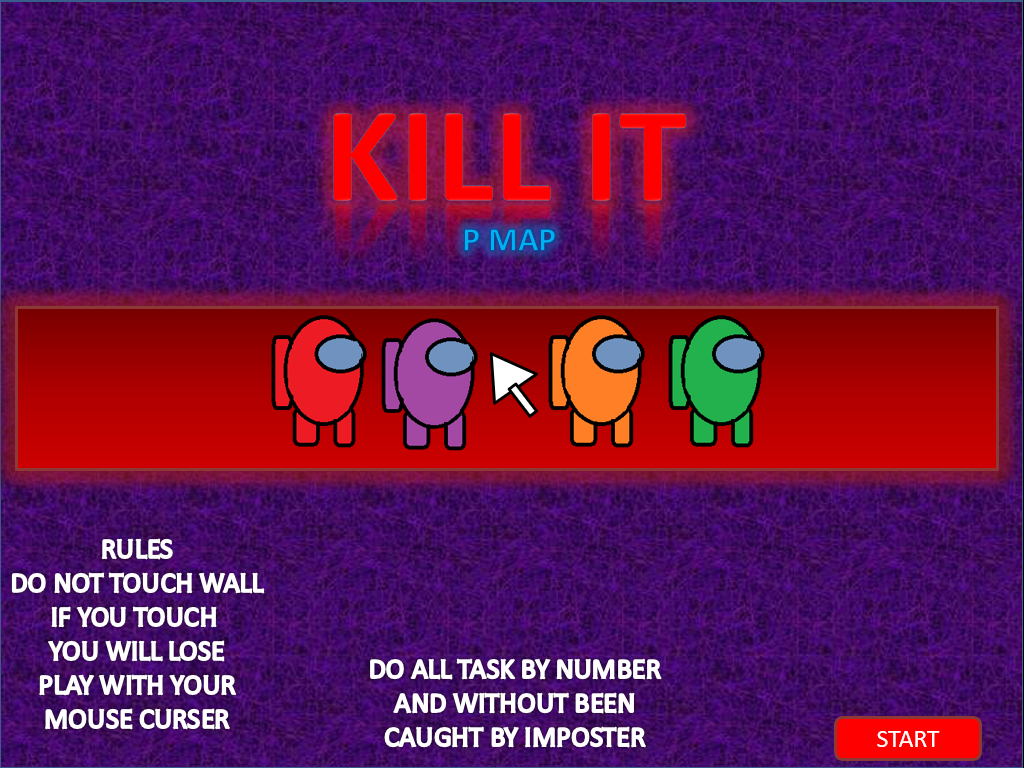 KILL IT
P MAP
RULES
DO NOT TOUCH WALL
IF YOU TOUCH
YOU WILL LOSE
PLAY WITH YOUR
MOUSE CURSER
DO ALL TASK BY NUMBER
AND WITHOUT BEEN
CAUGHT BY IMPOSTER
START